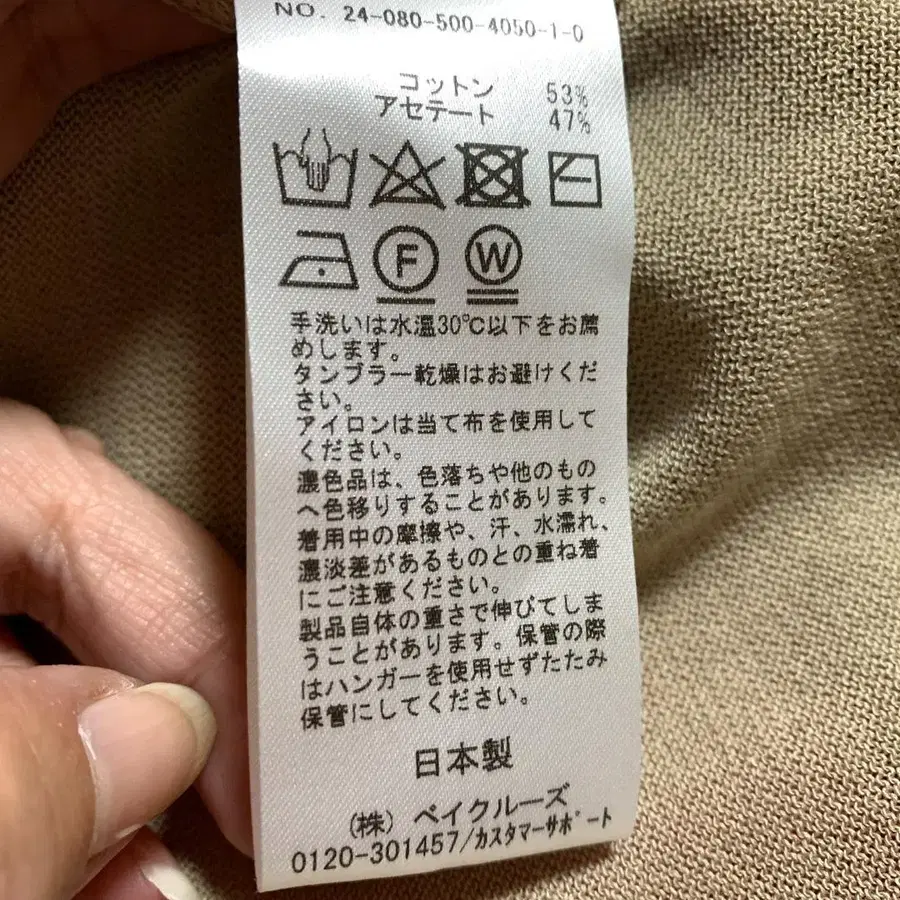 NO. 24-080-500-4050-1-0
コットン 53%
アセテート 47%
F W
手洗いは水温30℃以下をお薦
めします。
タンブラー乾燥はお避けくだ
さい。
アイロンは当て布を使用して
ください。
濃色品は、色落ちや他のもの
へ色移りすることがあります。
着用中の摩擦や、汗、水濡れ、
濃淡差があるものとの重ね着
にご注意ください。
製品自体の重さで伸びてしま
うことがあります。保管の際
はハンガーを使用せずたたみ
保管にしてください。
日本製
(株) ベイクルーズ
0120-301457/カスタマーサポート